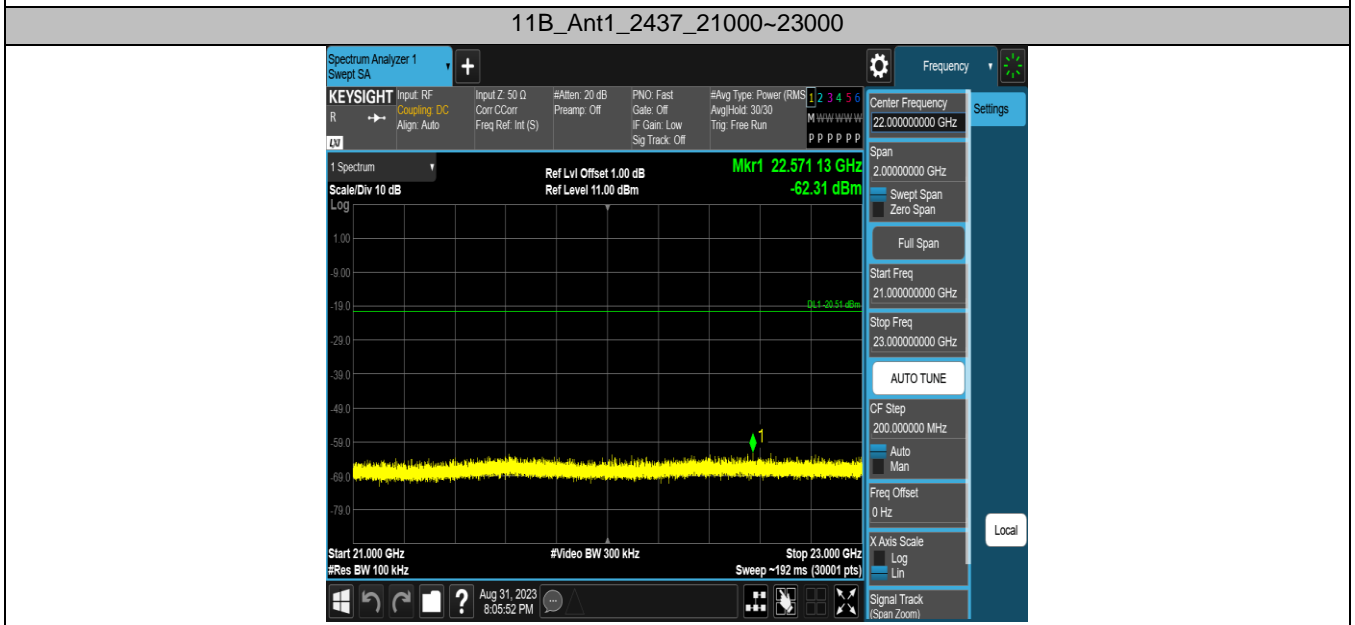 11B_Ant1_2437_21000~23000
Spectrum Analyzer 1
Swept SA
+
Frequency
KEYSIGHT
Input: RF
Coupling: DC
Align: Auto
R
LXI
Input Z: 50 Ω
Corr CCorr
Freq Ref: Int (S)
#Atten: 20 dB
Preamp: Off
PNO: Fast
Gate: Off
IF Gain: Low
Sig Track: Off
#Avg Type: Power (RMS
Avg|Hold: 30/30
Trig: Free Run
1 2 3 4 5 6
M W W W W W
P P P P P P
1 Spectrum
Scale/Div 10 dB
Log
Ref Lvl Offset 1.00 dB
Ref Level 11.00 dBm
Mkr1 22.571 13 GHz
-62.31 dBm
1.00
-9.00
-19.0
DL1 -20.51 dBm
-29.0
-39.0
-49.0
-59.0
1
-69.0
-79.0
Start 21.000 GHz
#Res BW 100 kHz
#Video BW 300 kHz
Stop 23.000 GHz
Sweep ~192 ms (30001 pts)
?
Aug 31, 2023
8:05:52 PM
Settings
Center Frequency
22.000000000 GHz
Span
2.00000000 GHz
Swept Span
Zero Span
Full Span
Start Freq
21.000000000 GHz
Stop Freq
23.000000000 GHz
AUTO TUNE
CF Step
200.000000 MHz
Auto
Man
Freq Offset
0 Hz
X Axis Scale
Log
Lin
Signal Track
(Span Zoom)
Local